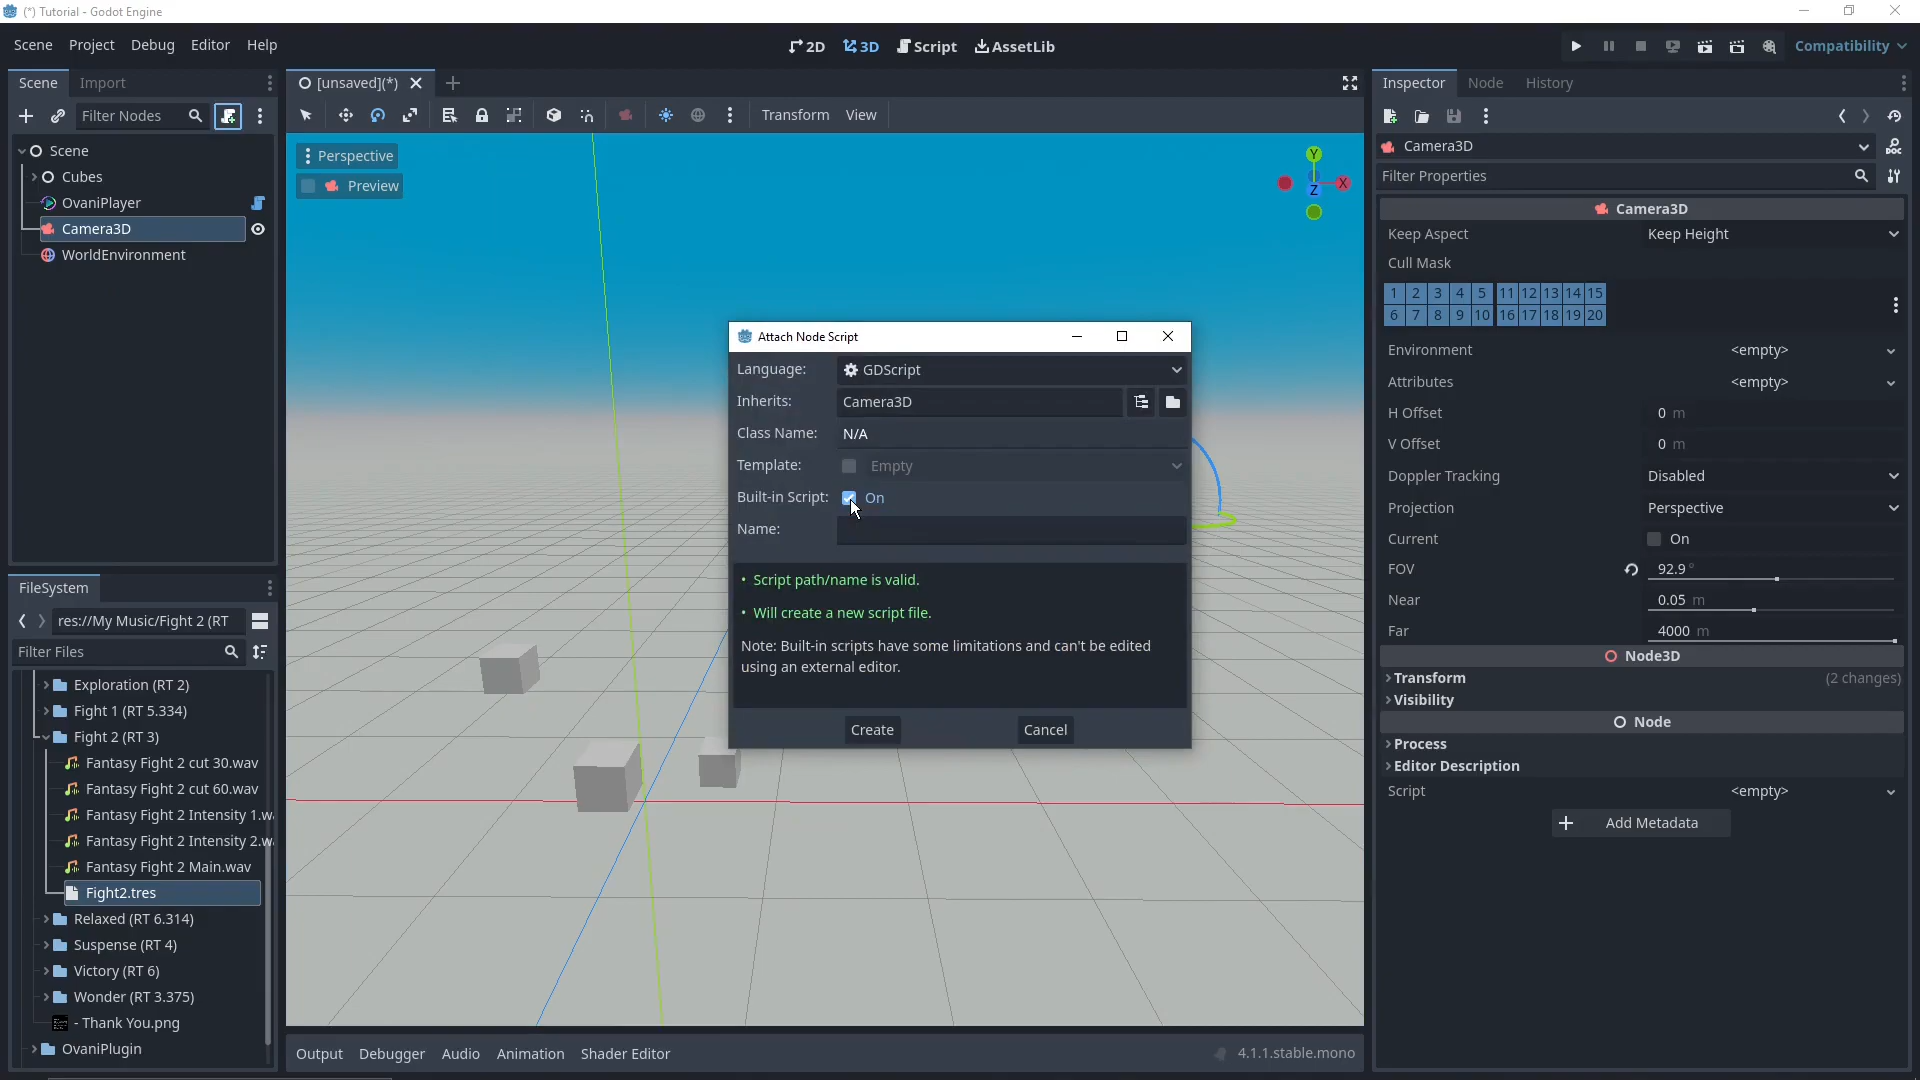 (*) Tutorial - Godot Engine
Scene Project Debug Editor Help
2D 3D Script AssetLib
Compatibility
Scene Import
[unsaved](*)
Inspector Node History
Filter Nodes
Transform View
Scene
Cubes
OvaniPlayer
Camera3D
WorldEnvironment
Perspective
Preview
Y
X
Z
Camera3D
Filter Properties
Camera3D
Keep Aspect Keep Height
Cull Mask
1 2 3 4 5 11 12 13 14 15
6 7 8 9 10 16 17 18 19 20
Environment <empty>
Attributes <empty>
H Offset 0 m
V Offset 0 m
Doppler Tracking Disabled
Projection Perspective
Current On
FOV 92.9 °
Near 0.05 m
Far 4000 m
Node3D
Transform (2 changes)
Visibility
Node
Process
Editor Description
Script <empty>
Add Metadata
Attach Node Script
Language: GDScript
Inherits: Camera3D
Class Name: N/A
Template: Empty
Built-in Script: On
Name:
• Script path/name is valid.
• Will create a new script file.
Note: Built-in scripts have some limitations and can't be edited
using an external editor.
Create Cancel
FileSystem
res://My Music/Fight 2 (RT
Filter Files
Exploration (RT 2)
Fight 1 (RT 5.334)
Fight 2 (RT 3)
Fantasy Fight 2 cut 30.wav
Fantasy Fight 2 cut 60.wav
Fantasy Fight 2 Intensity 1.wa
Fantasy Fight 2 Intensity 2.wa
Fantasy Fight 2 Main.wav
Fight2.tres
Relaxed (RT 6.314)
Suspense (RT 4)
Victory (RT 6)
Wonder (RT 3.375)
- Thank You.png
OvaniPlugin
Output Debugger Audio Animation Shader Editor
4.1.1.stable.mono